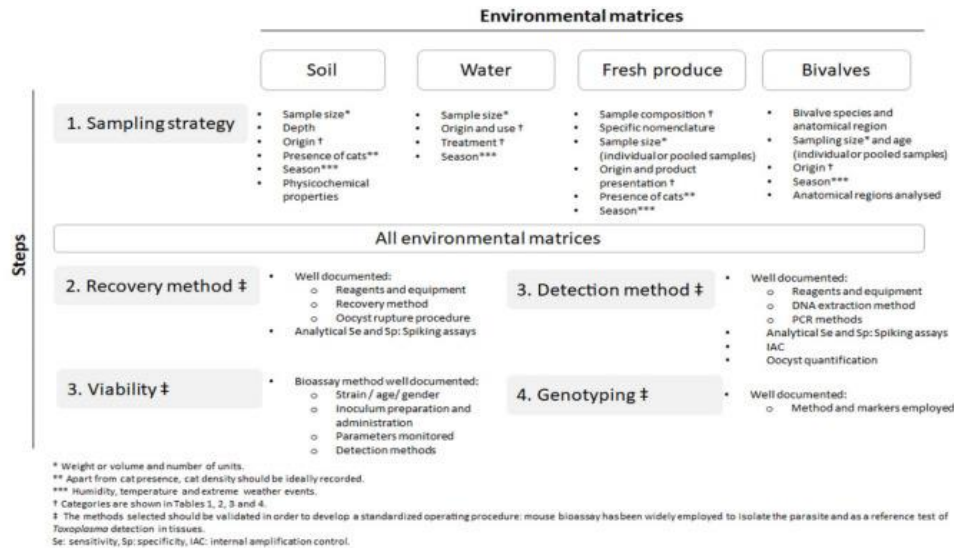 Environmental matrices
Soil
Water
Fresh produce
Bivalves
Steps
1. Sampling strategy
• Sample size*
• Depth
• Origin †
• Presence of cats**
• Season***
• Physicochemical
properties
• Sample size*
• Origin and use †
• Treatment †
• Season***
• Sample composition †
• Specific nomenclature
• Sample size*
(individual or pooled samples)
• Origin and product
presentation †
• Presence of cats**
• Season***
• Bivalve species and
anatomical region
• Sampling size* and age
(individual or pooled samples)
• Origin †
• Season***
• Anatomical regions analysed
All environmental matrices
2. Recovery method ‡
• Well documented:
o Reagents and equipment
o Recovery method
o Oocyst rupture procedure
• Analytical Se and Sp: Spiking assays
3. Detection method ‡
• Well documented:
o Reagents and equipment
o DNA extraction method
o PCR methods
• Analytical Se and Sp: Spiking assays
• IAC
• Oocyst quantification
3. Viability ‡
• Bioassay method well documented:
o Strain / age/ gender
o Inoculum preparation and
administration
o Parameters monitored
o Detection methods
4. Genotyping ‡
• Well documented:
o Method and markers employed
* Weight or volume and number of units.
** Apart from cat presence, cat density should be ideally recorded.
*** Humidity, temperature and extreme weather events.
† Categories are shown in Tables 1, 2, 3 and 4.
‡ The methods selected should be validated in order to develop a standardized operating procedure: mouse bioassay has been widely employed to isolate the parasite and as a reference test of
Toxoplasma detection in tissues.
Se: sensitivity, Sp: specificity, IAC: internal amplification control.